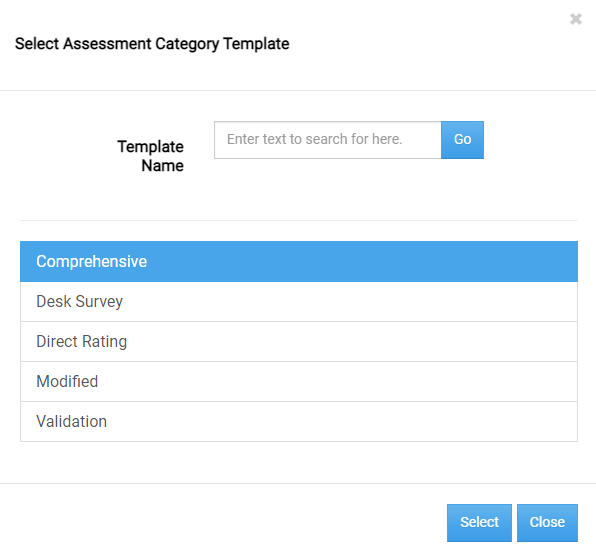 Select Assessment Category Template
Template
Name
Enter text to search for here.
Go
Comprehensive
Desk Survey
Direct Rating
Modified
Validation
Select
Close